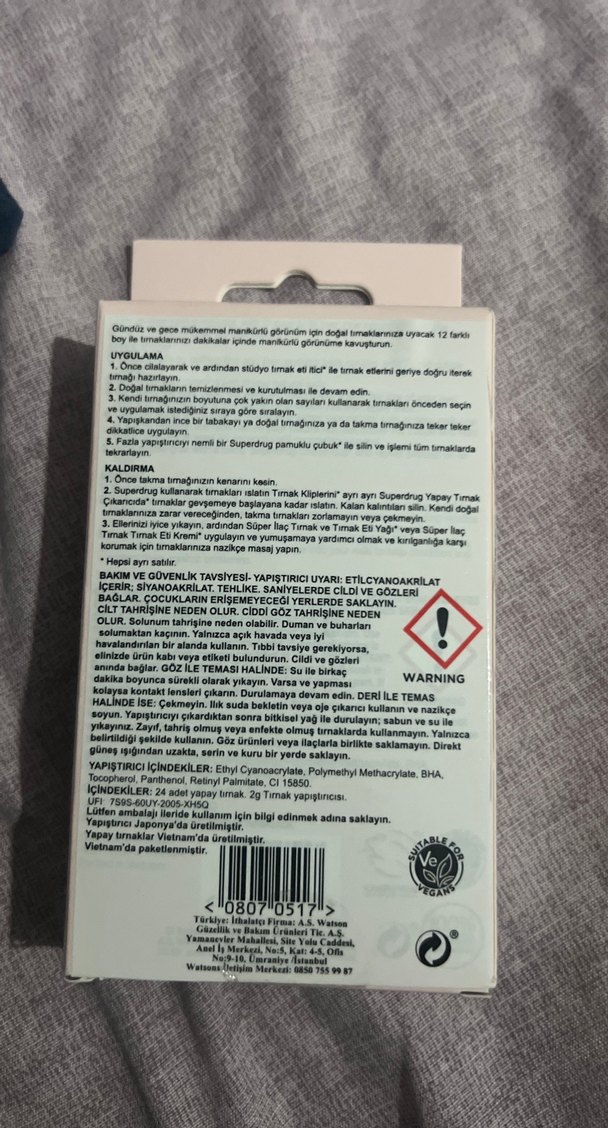 Gündüz ve gece mükemmel manikürlü görünüm için doğal tırnaklarınıza uyacak 12 farklı
boy ile tırnaklarınızı dakikalar içinde manikürlü görünüme kavuşturun.
UYGULAMA
1. Önce cilalayarak ve ardından stüdyo tırnak eti itici* ile tırnak etlerini geriye doğru iterek
tırnağı hazırlayın.
2. Doğal tırnakların temizlenmesi ve kurutulması ile devam edin.
3. Kendi tırnağınızın boyutuna çok yakın olan sayıları kullanarak tırnakları önceden seçin
ve uygulamak istediğiniz sıraya göre sıralayın.
4. Yapışkandan ince bir tabakayı ya doğal tırnağınıza ya da takma tırnağınıza teker teker
dikkatlice uygulayın.
5. Fazla yapıştırıcıyı nemli bir Superdrug pamuklu çubuk* ile silin ve işlemi tüm tırnaklarda
tekrarlayın.
KALDIRMA
1. Önce takma tırnağınızın kenarını kesin.
2. Superdrug kullanarak tırnakları ıslatın Tırnak Kliplerini* ayrı ayrı Superdrug Yapay Tırnak
Çıkarıcıda* tırnaklar gevşemeye başlayana kadar ıslatın. Kalan kalıntıları silin. Kendi doğal
tırnaklarınıza zarar vereceğinden, takma tırnakları zorlamayın veya çekmeyin.
3. Ellerinizi iyice yıkayın, ardından Süper İlaç Tırnak ve Tırnak Eti Yağı* veya Süper İlaç
Tırnak Tırnak Eti Kremi* uygulayın ve yumuşamaya yardımcı olmak ve kırılganlığa karşı
korumak için tırnaklarınıza nazikçe masaj yapın.
* Hepsi ayrı satılır.
BAKIM VE GÜVENLİK TAVSİYESİ- YAPIŞTIRICI UYARI: ETİLCYANOAKRİLAT
İÇERİR; SİYANOAKRİLAT. TEHLİKE. SANİYELERDE CİLDİ VE GÖZLERİ
BAĞLAR. ÇOCUKLARIN ERİŞEMEYECEĞİ YERLERDE SAKLAYIN.
CİLT TAHRİŞİNE NEDEN OLUR. CİDDİ GÖZ TAHRİŞİNE NEDEN
OLUR. Solunum tahrişine neden olabilir. Duman ve buharları
solumaktan kaçının. Yalnızca açık havada veya iyi
havalandırılan bir alanda kullanın. Tıbbi tavsiye gerekiyorsa,
elinizde ürün kabı veya etiketi bulundurun. Cildi ve gözleri
anında bağlar. GÖZ İLE TEMASI HALİNDE: Su ile birkaç
dakika boyunca sürekli olarak yıkayın. Varsa ve yapması
kolaysa kontakt lensleri çıkarın. Durulamaya devam edin. DERİ İLE TEMAS
HALİNDE İSE: Çekmeyin. Ilık suda bekletin veya oje çıkarıcı kullanın ve nazikçe
soyun. Yapıştırıcıyı çıkardıktan sonra bitkisel yağ ile durulayın; sabun ve su ile
yıkayınız. Zayıf, tahriş olmuş veya enfekte olmuş tırnaklarda kullanmayın. Yalnızca
belirtildiği şekilde kullanın. Göz ürünleri veya ilaçlarla birlikte saklamayın. Direkt
güneş ışığından uzakta, serin ve kuru bir yerde saklayın.
WARNING
YAPIŞTIRICI İÇİNDEKİLER: Ethyl Cyanoacrylate, Polymethyl Methacrylate, BHA,
Tocopherol, Panthenol, Retinyl Palmitate, CI 15850.
İÇİNDEKİLER: 24 adet yapay tırnak. 2g Tırnak yapıştırıcısı.
UFI 7S9S-60UY-2005-XH5Q
Lütfen ambalajı ileride kullanım için bilgi edinmek adına saklayın.
Yapıştırıcı Japonya'da üretilmiştir.
Yapay tırnaklar Vietnam'da üretilmiştir.
Vietnam'da paketlenmiştir.
SUITABLE FOR
Ve
VEGANS
< 0807 0517 >
Türkiye: İthalatçı Firma: A.S. Watson
Güzellik ve Bakım Ürünleri Tic. A.Ş.
Yamanevler Mahallesi, Site Yolu Caddesi,
Anel İş Merkezi, No:5, Kat: 4-5, Ofis
No:9-10, Ümraniye /İstanbul
Watsons İletişim Merkezi: 0850 755 99 87
®